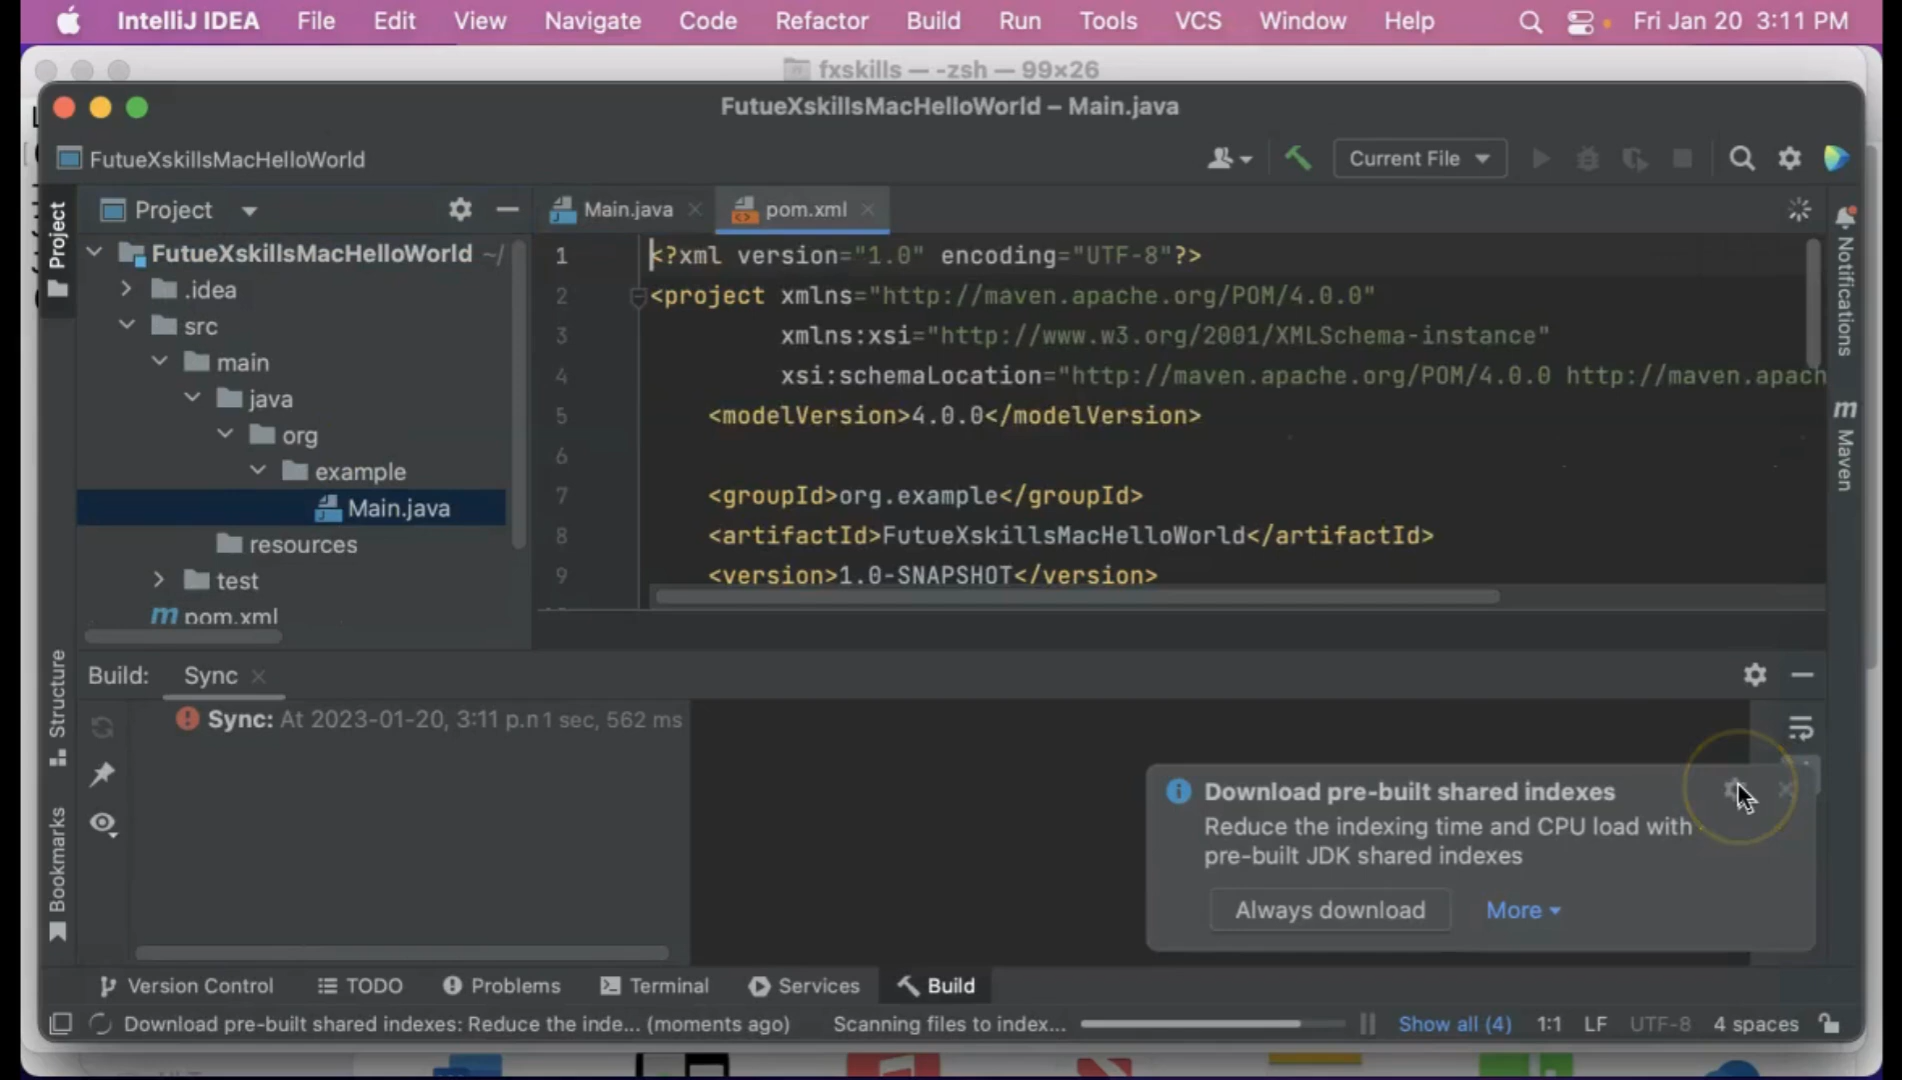 IntelliJ IDEA File Edit View Navigate Code Refactor Build Run Tools VCS Window Help Fri Jan 20 3:11 PM
fxskills — -zsh — 99×26
FutueXskillsMacHelloWorld – Main.java
FutueXskillsMacHelloWorld
Current File
Project
Project
Main.java
pom.xml
FutueXskillsMacHelloWorld ~/
.idea
src
main
java
org
example
Main.java
resources
test
pom.xml
1 <?xml version="1.0" encoding="UTF-8"?>
2 <project xmlns="http://maven.apache.org/POM/4.0.0"
3 xmlns:xsi="http://www.w3.org/2001/XMLSchema-instance"
4 xsi:schemaLocation="http://maven.apache.org/POM/4.0.0 http://maven.apach
5 <modelVersion>4.0.0</modelVersion>
6
7 <groupId>org.example</groupId>
8 <artifactId>FutueXskillsMacHelloWorld</artifactId>
9 <version>1.0-SNAPSHOT</version>
Notifications
m Maven
Structure
Bookmarks
Build: Sync
Sync: At 2023-01-20, 3:11 p.n 1 sec, 562 ms
Download pre-built shared indexes
Reduce the indexing time and CPU load with
pre-built JDK shared indexes
Always download More
Version Control TODO Problems Terminal Services Build
Download pre-built shared indexes: Reduce the inde... (moments ago) Scanning files to index... Show all (4) 1:1 LF UTF-8 4 spaces